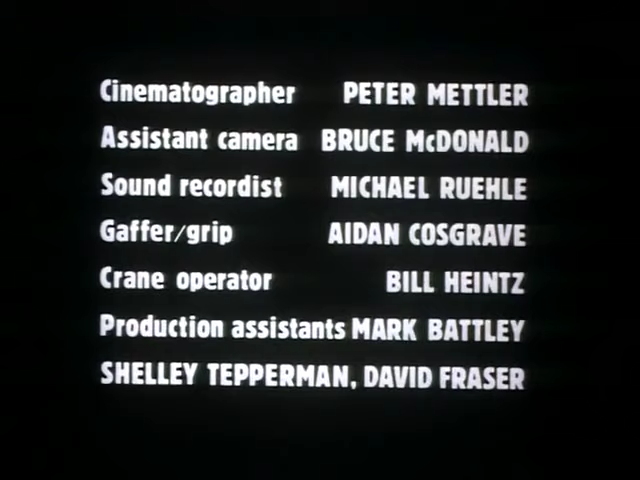 Cinematographer PETER METTLER
Assistant camera BRUCE McDONALD
Sound recordist MICHAEL RUEHLE
Gaffer/grip AIDAN COSGRAVE
Crane operator BILL HEINTZ
Production assistants MARK BATTLEY
SHELLEY TEPPERMAN, DAVID FRASER